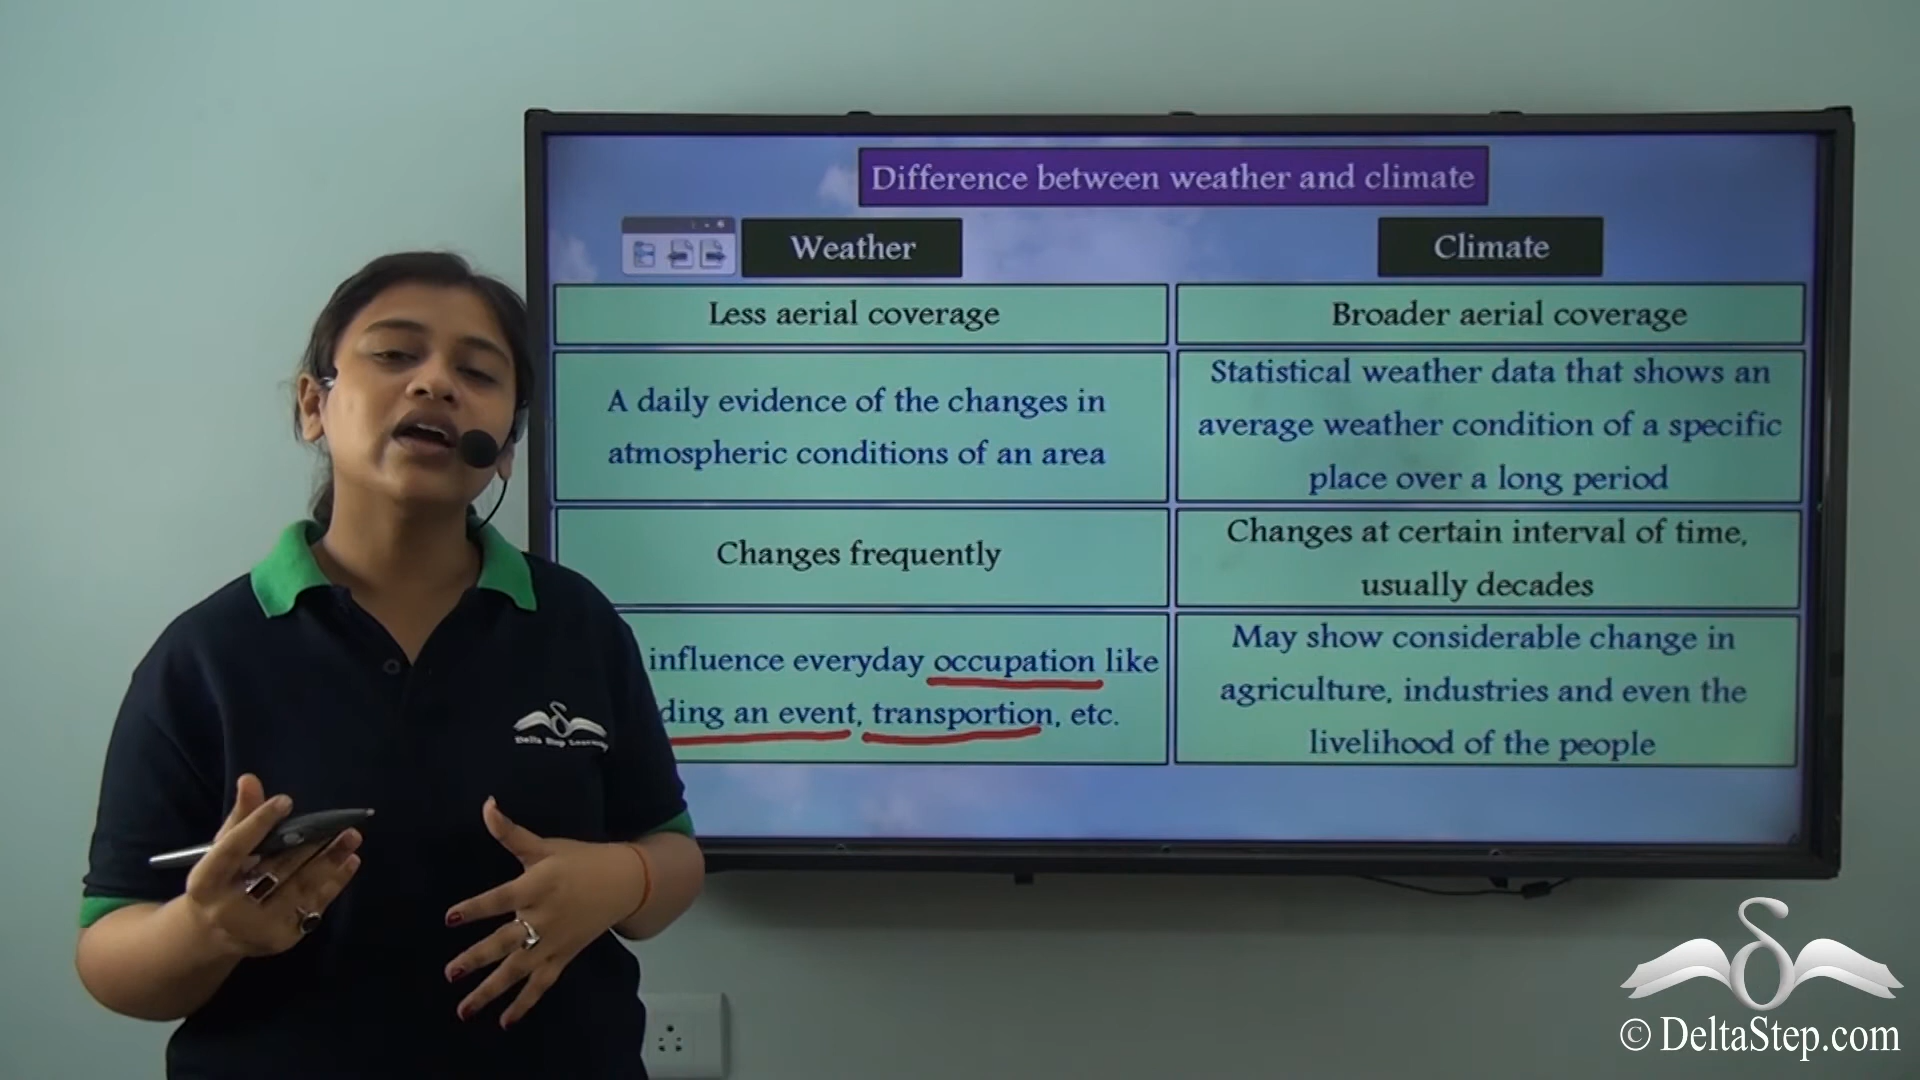 Difference between weather and climate
Weather
Climate
Less aerial coverage
Broader aerial coverage
A daily evidence of the changes in
atmospheric conditions of an area
Statistical weather data that shows an
average weather condition of a specific
place over a long period
Changes frequently
Changes at certain interval of time,
usually decades
influence everyday occupation like
ding an event, transportion, etc.
May show considerable change in
agriculture, industries and even the
livelihood of the people
Delta Step Learning
© DeltaStep.com